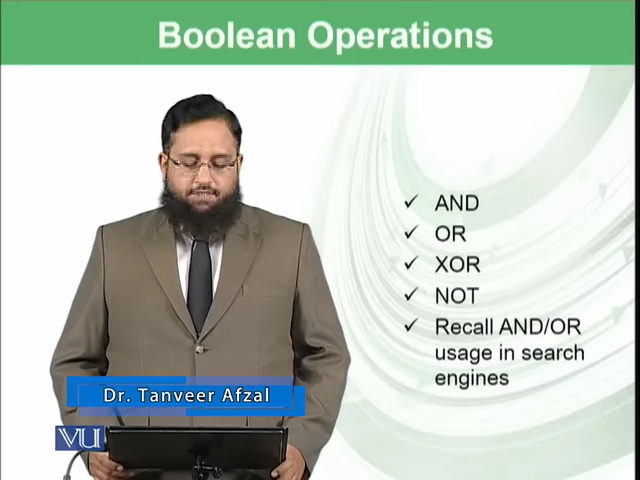 Boolean Operations
✓ AND
✓ OR
✓ XOR
✓ NOT
✓ Recall AND/OR
usage in search
engines
Dr. Tanveer Afzal
VU